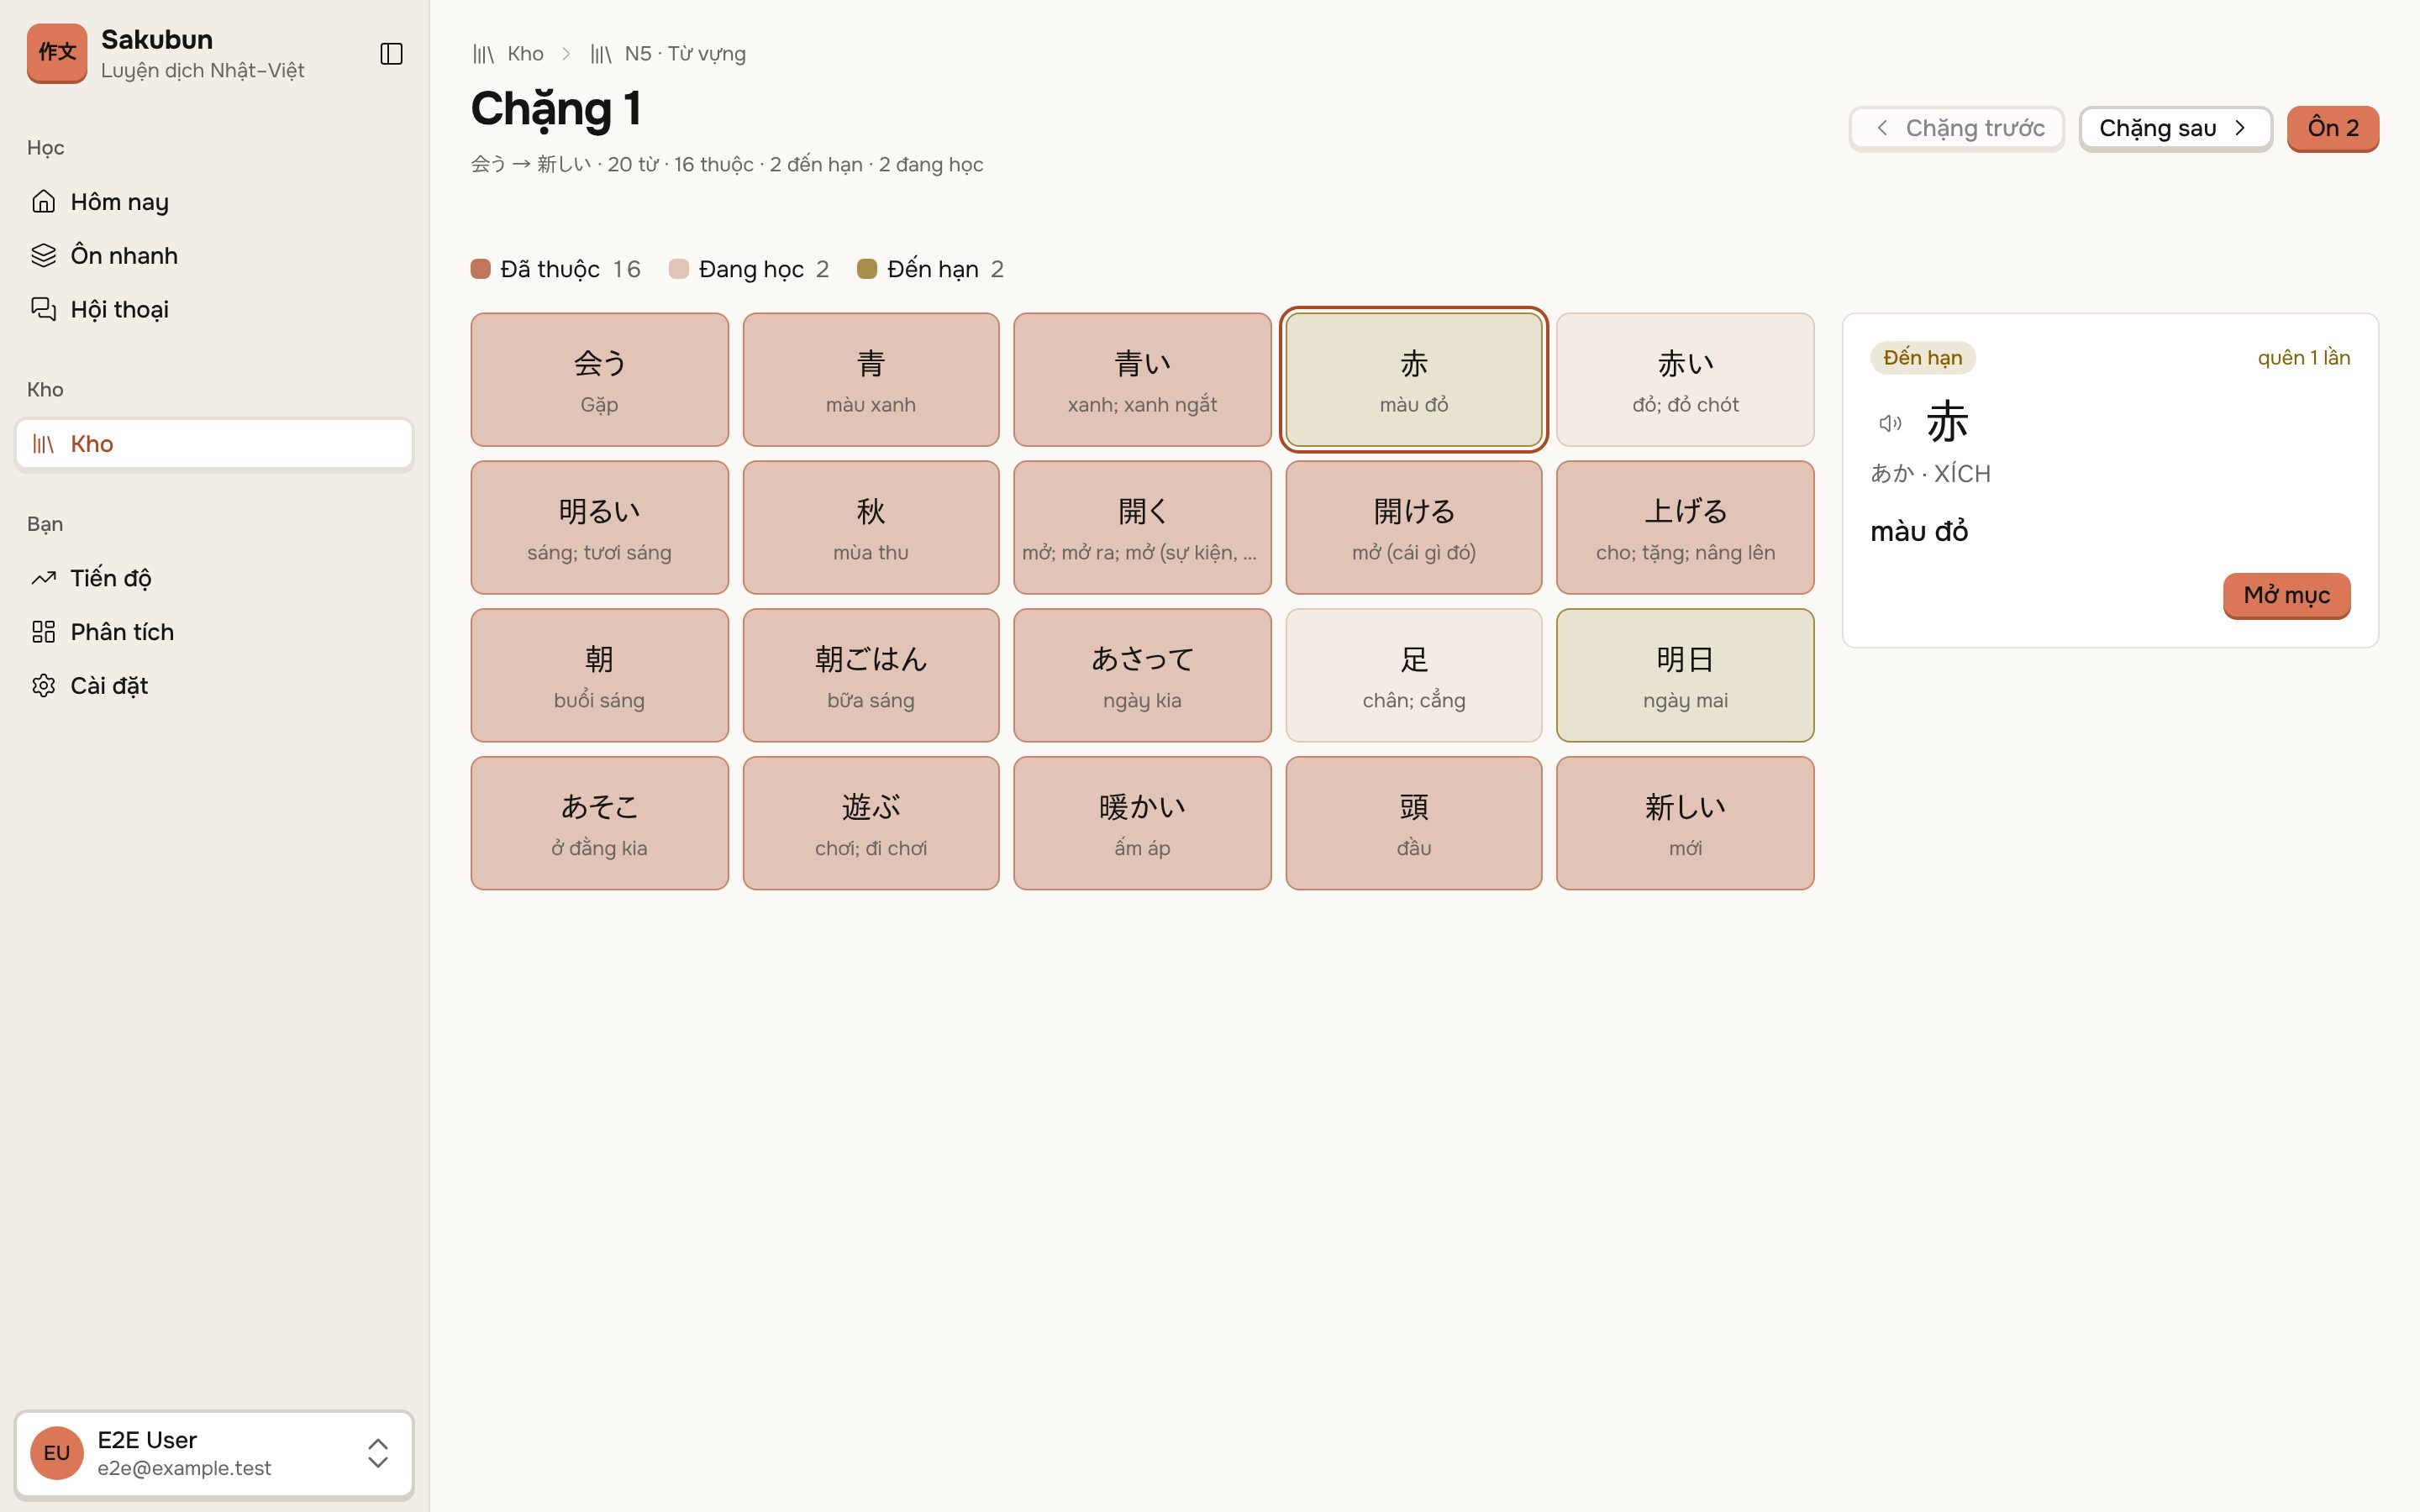 作文
Sakubun
Luyện dịch Nhật–Việt
Học
Hôm nay
Ôn nhanh
Hội thoại
Kho
Kho
Bạn
Tiến độ
Phân tích
Cài đặt
EU
E2E User
e2e@example.test
Kho
N5 · Từ vựng
Chặng 1
会う → 新しい · 20 từ · 16 thuộc · 2 đến hạn · 2 đang học
Chặng trước
Chặng sau
Ôn 2
Đã thuộc 16
Đang học 2
Đến hạn 2
会う
Gặp
青
màu xanh
青い
xanh; xanh ngắt
赤
màu đỏ
赤い
đỏ; đỏ chót
明るい
sáng; tươi sáng
秋
mùa thu
開く
mở; mở ra; mở (sự kiện, ...
開ける
mở (cái gì đó)
上げる
cho; tặng; nâng lên
朝
buổi sáng
朝ごはん
bữa sáng
あさって
ngày kia
足
chân; cẳng
明日
ngày mai
あそこ
ở đằng kia
遊ぶ
chơi; đi chơi
暖かい
ấm áp
頭
đầu
新しい
mới
Đến hạn
quên 1 lần
赤
あか · XÍCH
màu đỏ
Mở mục